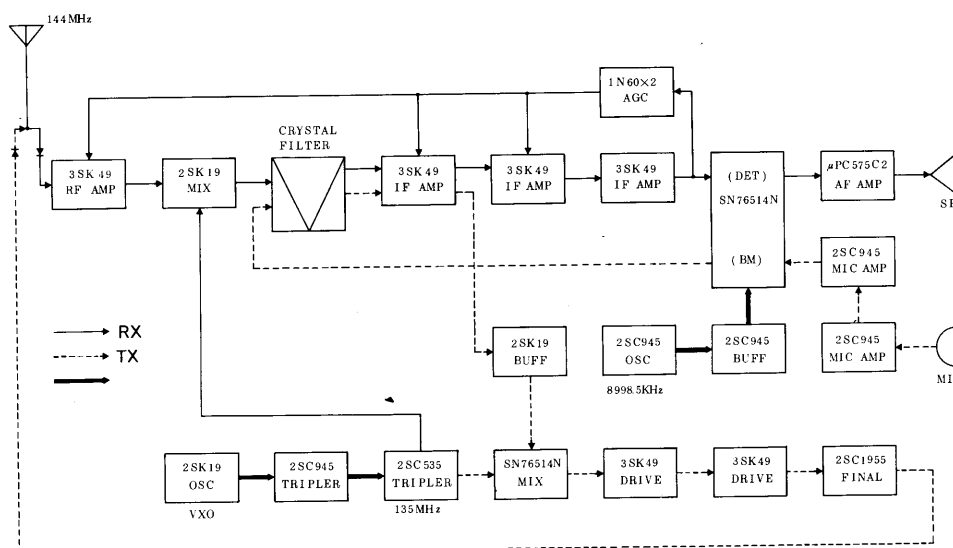 144MHz
1N60×2
AGC
CRYSTAL
FILTER
3SK49
RF AMP
2SK19
MIX
3SK49
IF AMP
3SK49
IF AMP
3SK49
IF AMP
(DET)
SN76514N
(BM)
μPC575C2
AF AMP
SP
2SC945
MIC AMP
RX
TX
2SK19
BUFF
2SC945
OSC
8998.5KHz
2SC945
BUFF
2SC945
MIC AMP
MI
2SK19
OSC
VXO
2SC945
TRIPLER
2SC535
TRIPLER
135MHz
SN76514N
MIX
3SK49
DRIVE
3SK49
DRIVE
2SC1955
FINAL